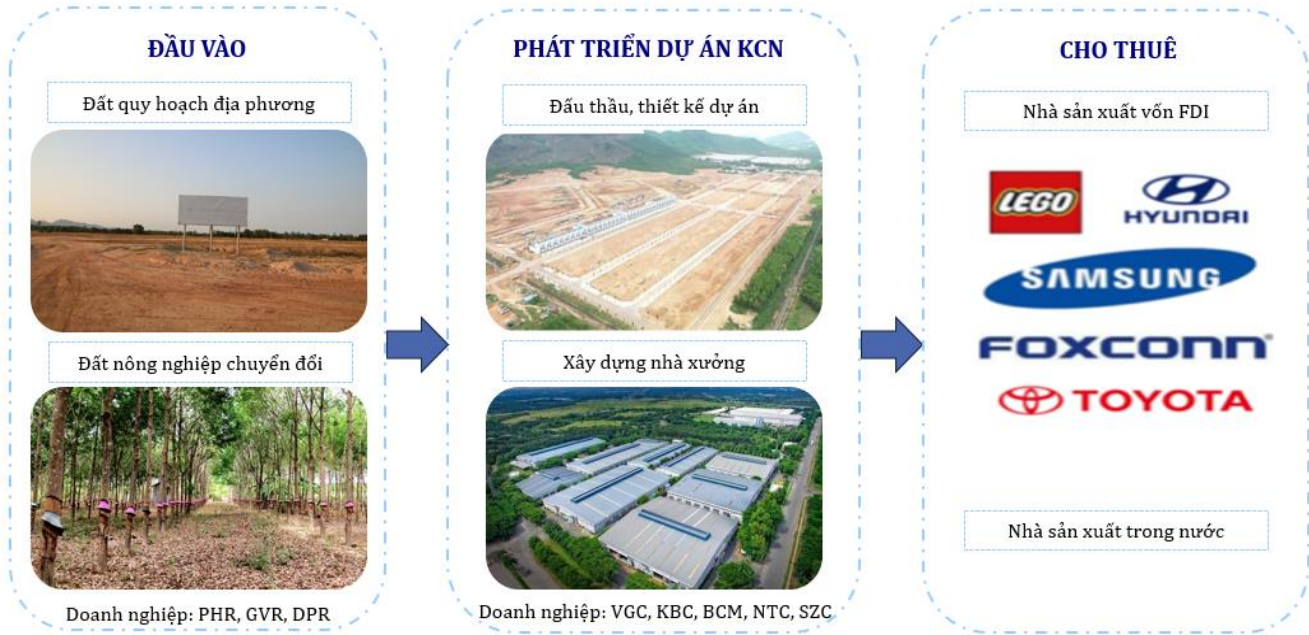 ĐẦU VÀO
Đất quy hoạch địa phương
Đất nông nghiệp chuyển đổi
Doanh nghiệp: PHR, GVR, DPR
PHÁT TRIỂN DỰ ÁN KCN
Đấu thầu, thiết kế dự án
Xây dựng nhà xưởng
Doanh nghiệp: VGC, KBC, BCM, NTC, SZC
CHO THUÊ
Nhà sản xuất vốn FDI
LEGO
HYUNDAI
SAMSUNG
FOXCONN®
TOYOTA
Nhà sản xuất trong nước